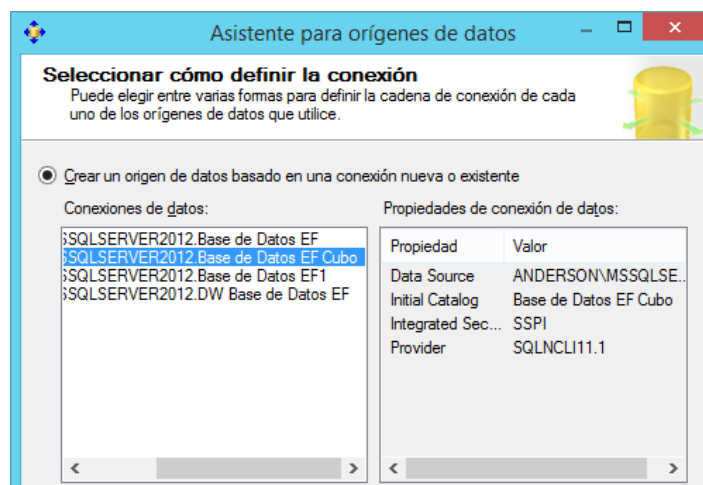 Asistente para orígenes de datos
Seleccionar cómo definir la conexión
Puede elegir entre varias formas para definir la cadena de conexión de cada
uno de los orígenes de datos que utilice.
Crear un origen de datos basado en una conexión nueva o existente
Conexiones de datos:
SSQLSERVER2012.Base de Datos EF
SSQLSERVER2012.Base de Datos EF Cubo
SSQLSERVER2012.Base de Datos EF1
SSQLSERVER2012.DW Base de Datos EF
Propiedades de conexión de datos:
Propiedad Valor
Data Source ANDERSON\MSSQLSE...
Initial Catalog Base de Datos EF Cubo
Integrated Sec... SSPI
Provider SQLNCLI11.1